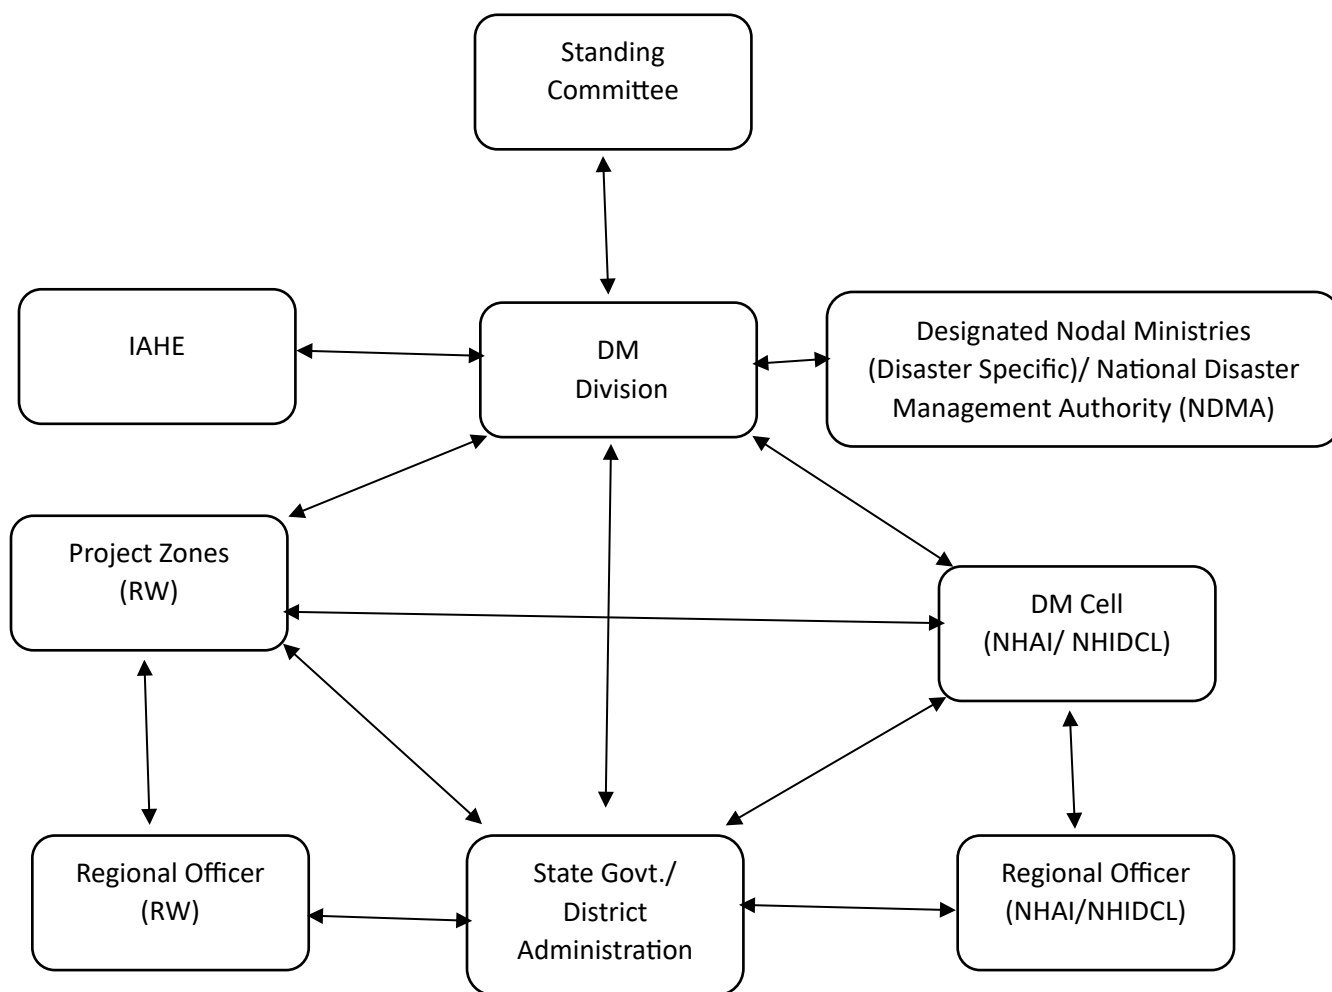 Standing
Committee
IAHE
DM
Division
Designated Nodal Ministries
(Disaster Specific)/ National Disaster
Management Authority (NDMA)
Project Zones
(RW)
DM Cell
(NHAI/ NHIDCL)
Regional Officer
(RW)
State Govt./
District
Administration
Regional Officer
(NHAI/NHIDCL)